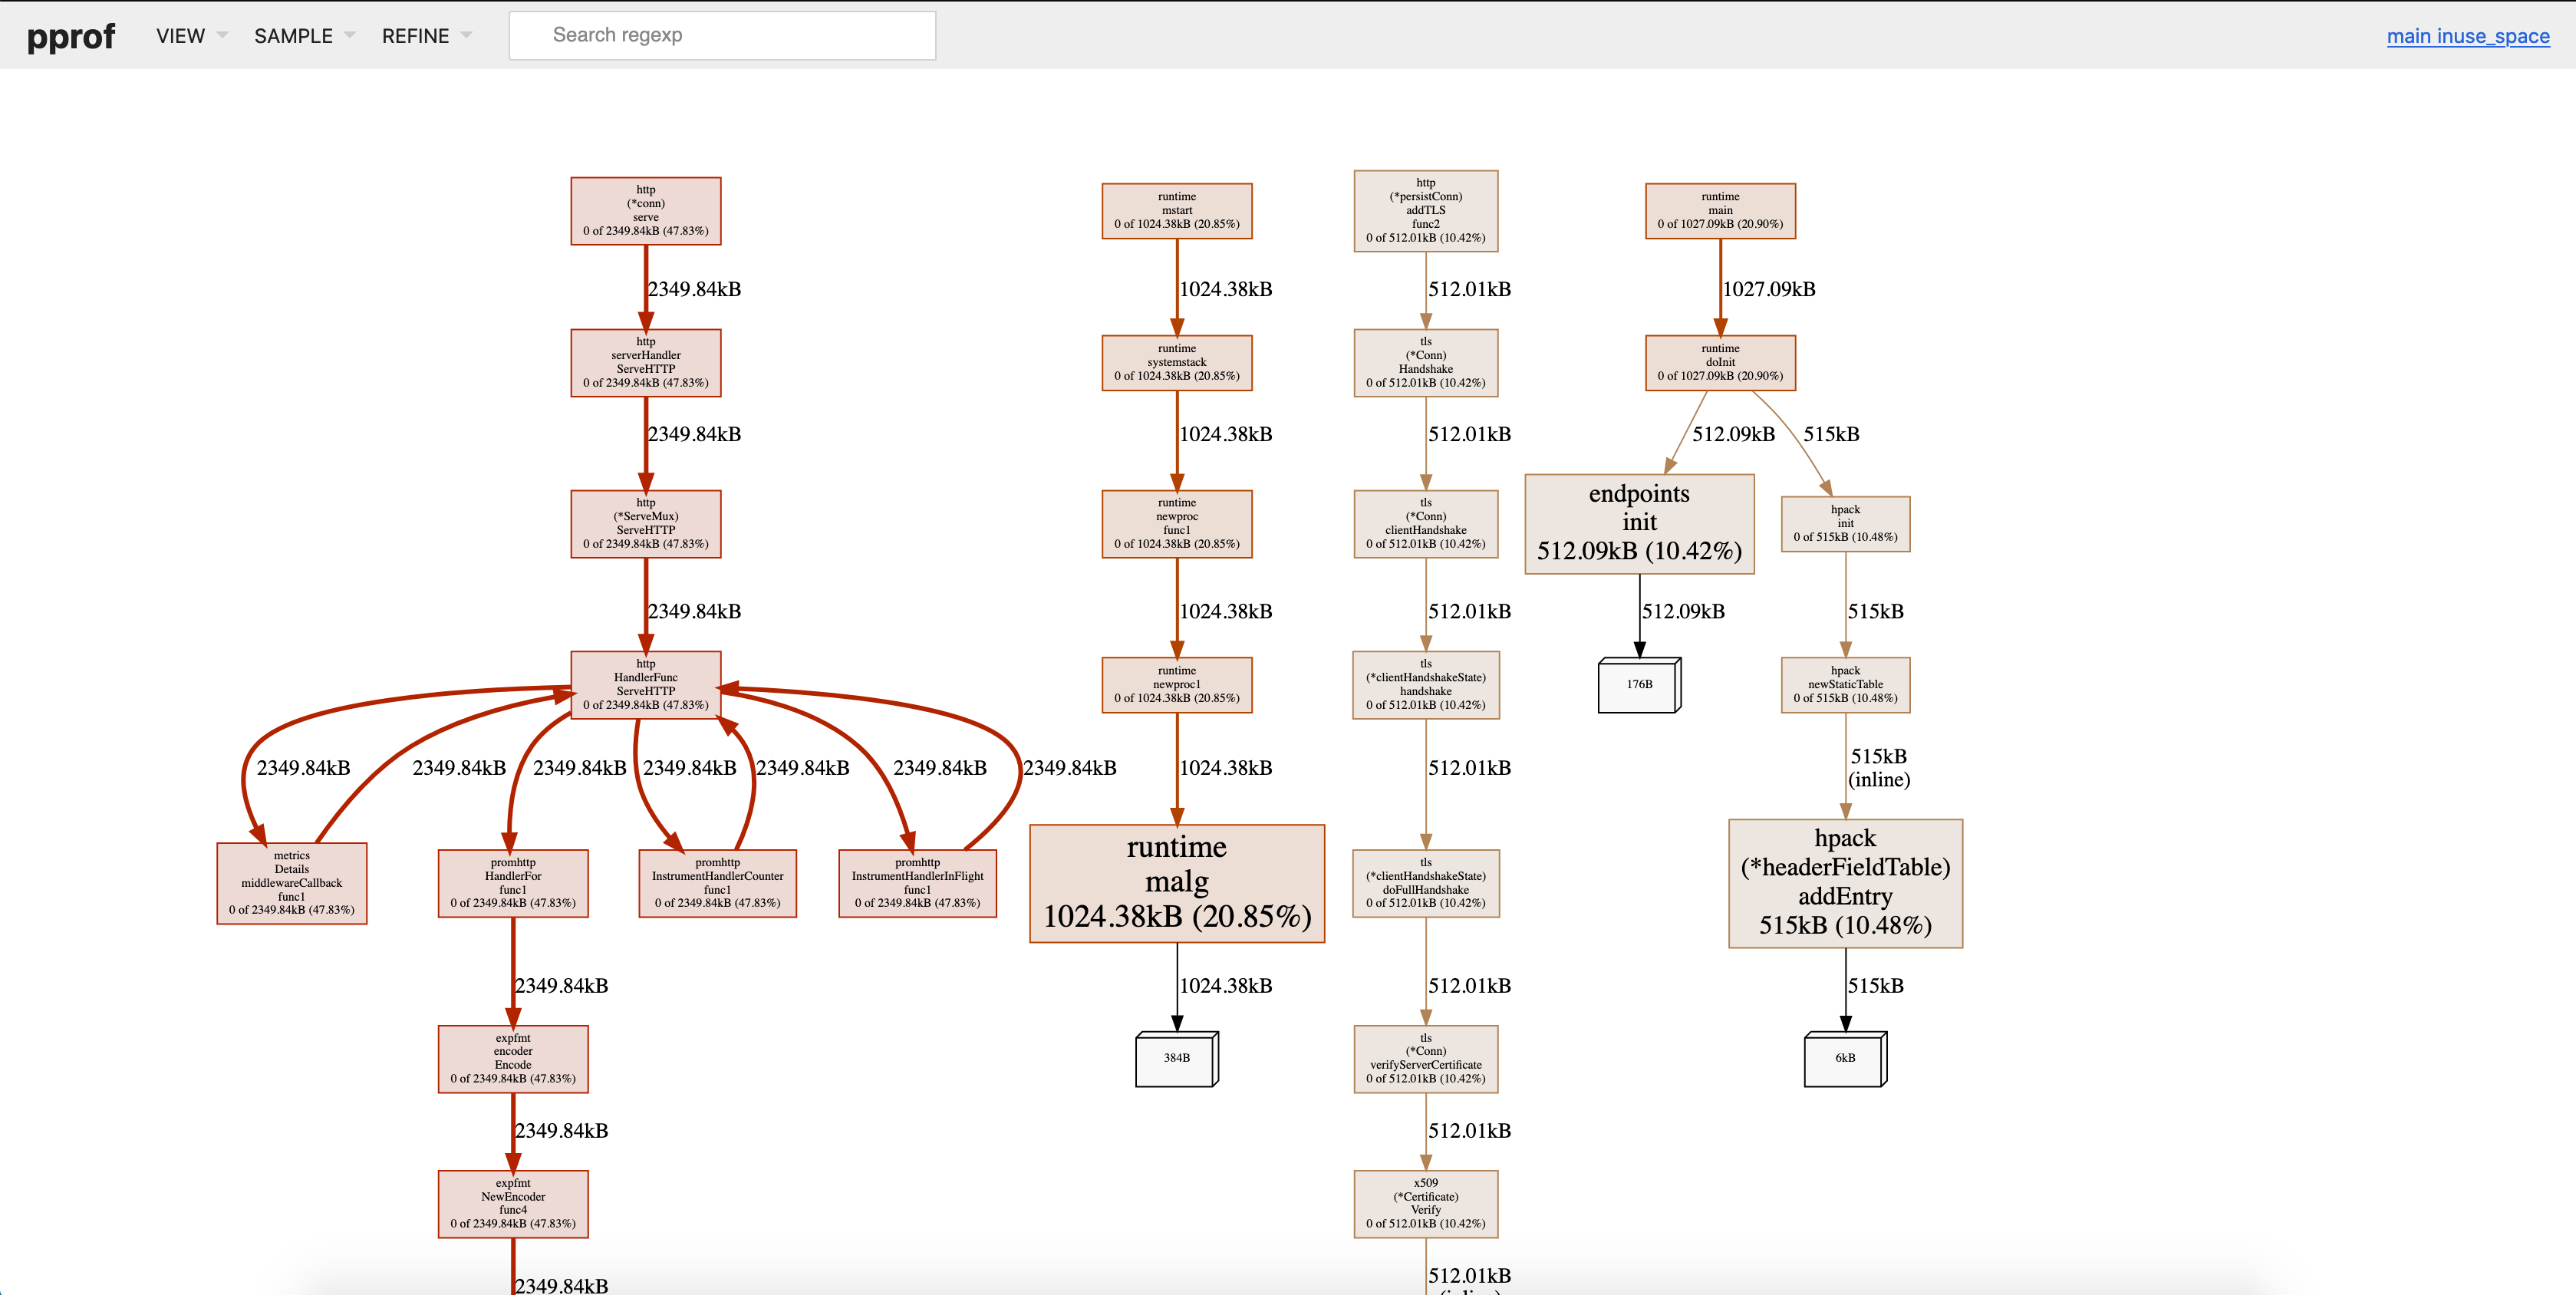 pprof
VIEW
SAMPLE
REFINE
Search regexp
main inuse_space
http
(*conn)
serve
0 of 2349.84kB (47.83%)
2349.84kB
http
serverHandler
ServeHTTP
0 of 2349.84kB (47.83%)
2349.84kB
http
(*ServeMux)
ServeHTTP
0 of 2349.84kB (47.83%)
2349.84kB
http
HandlerFunc
ServeHTTP
0 of 2349.84kB (47.83%)
2349.84kB
2349.84kB
2349.84kB
2349.84kB
2349.84kB
2349.84kB
2349.84kB
metrics
Details
middlewareCallback
func1
0 of 2349.84kB (47.83%)
promhttp
HandlerFor
func1
0 of 2349.84kB (47.83%)
promhttp
InstrumentHandlerCounter
func1
0 of 2349.84kB (47.83%)
promhttp
InstrumentHandlerInFlight
func1
0 of 2349.84kB (47.83%)
2349.84kB
expfmt
encoder
Encode
0 of 2349.84kB (47.83%)
2349.84kB
expfmt
NewEncoder
func4
0 of 2349.84kB (47.83%)
2349.84kB
runtime
mstart
0 of 1024.38kB (20.85%)
1024.38kB
runtime
systemstack
0 of 1024.38kB (20.85%)
1024.38kB
runtime
newproc
func1
0 of 1024.38kB (20.85%)
1024.38kB
runtime
newproc1
0 of 1024.38kB (20.85%)
1024.38kB
runtime
malg
1024.38kB (20.85%)
1024.38kB
384B
http
(*persistConn)
addTLS
func2
0 of 512.01kB (10.42%)
512.01kB
tls
(*Conn)
Handshake
0 of 512.01kB (10.42%)
512.01kB
tls
(*Conn)
clientHandshake
0 of 512.01kB (10.42%)
512.01kB
tls
(*clientHandshakeState)
handshake
0 of 512.01kB (10.42%)
512.01kB
tls
(*clientHandshakeState)
doFullHandshake
0 of 512.01kB (10.42%)
512.01kB
tls
(*Conn)
verifyServerCertificate
0 of 512.01kB (10.42%)
512.01kB
x509
(*Certificate)
Verify
0 of 512.01kB (10.42%)
512.01kB
runtime
main
0 of 1027.09kB (20.90%)
1027.09kB
runtime
doInit
0 of 1027.09kB (20.90%)
512.09kB
515kB
endpoints
init
512.09kB (10.42%)
512.09kB
176B
hpack
init
0 of 515kB (10.48%)
515kB
hpack
newStaticTable
0 of 515kB (10.48%)
515kB
(inline)
hpack
(*headerFieldTable)
addEntry
515kB (10.48%)
515kB
6kB